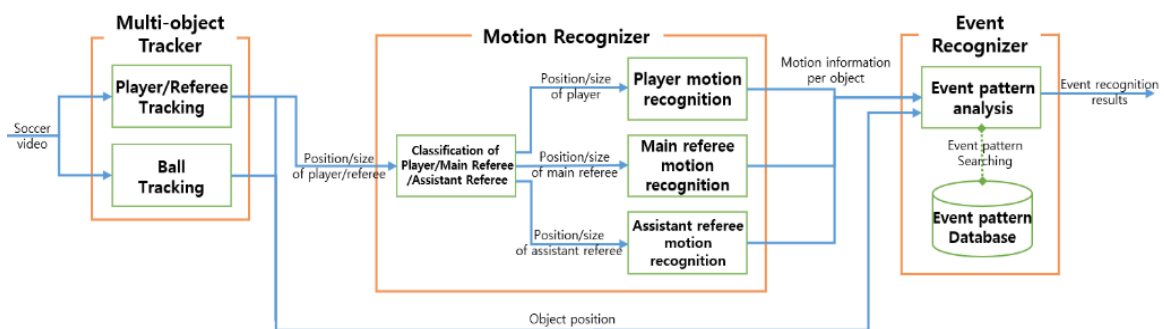 Multi-object
Tracker
Player/Referee
Tracking
Soccer
video
Ball
Tracking
Position/size
of player/referee
Motion Recognizer
Classification of
Player/Main Referee
/Assistant Referee
Position/size
of player
Player motion
recognition
Position/size
of main referee
Main referee
motion
recognition
Position/size
of assistant referee
Assistant referee
motion
recognition
Motion information
per object
Object position
Event
Recognizer
Event pattern
analysis
Event recognition
results
Event pattern
Searching
Event pattern
Database